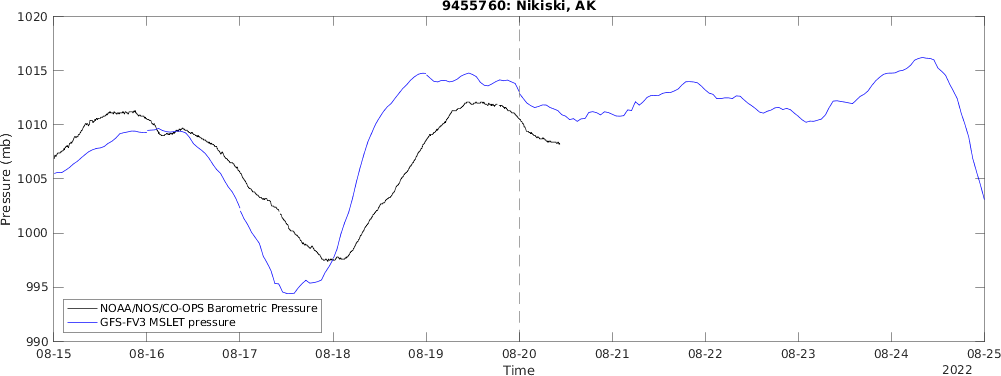 9455760: Nikiski, AK
1020
1015
1010
1005
1000
995
990
Pressure (mb)
NOAA/NOS/CO-OPS Barometric Pressure
GFS-FV3 MSLET pressure
08-15 08-16 08-17 08-18 08-19 08-20 08-21 08-22 08-23 08-24 08-25
Time
2022